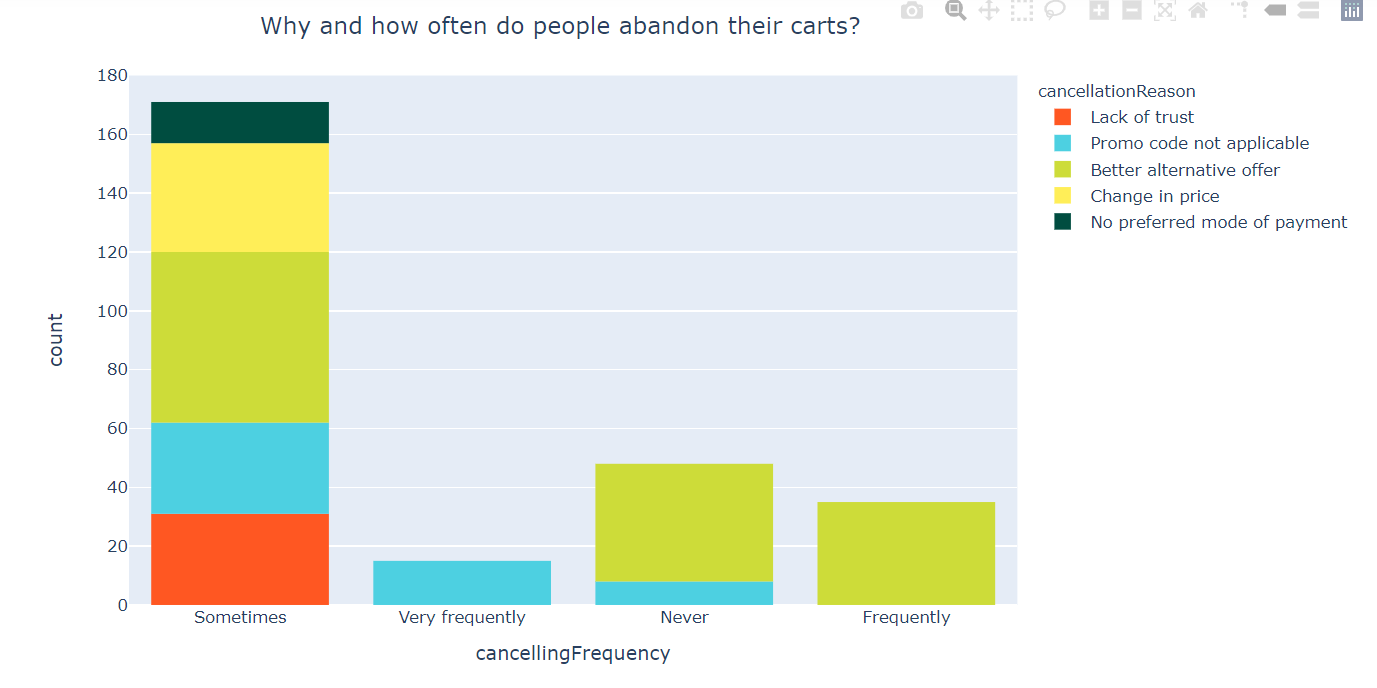 Why and how often do people abandon their carts?
180
160
140
120
100
80
60
40
20
0
count
Sometimes
Very frequently
Never
Frequently
cancellingFrequency
cancellationReason
Lack of trust
Promo code not applicable
Better alternative offer
Change in price
No preferred mode of payment